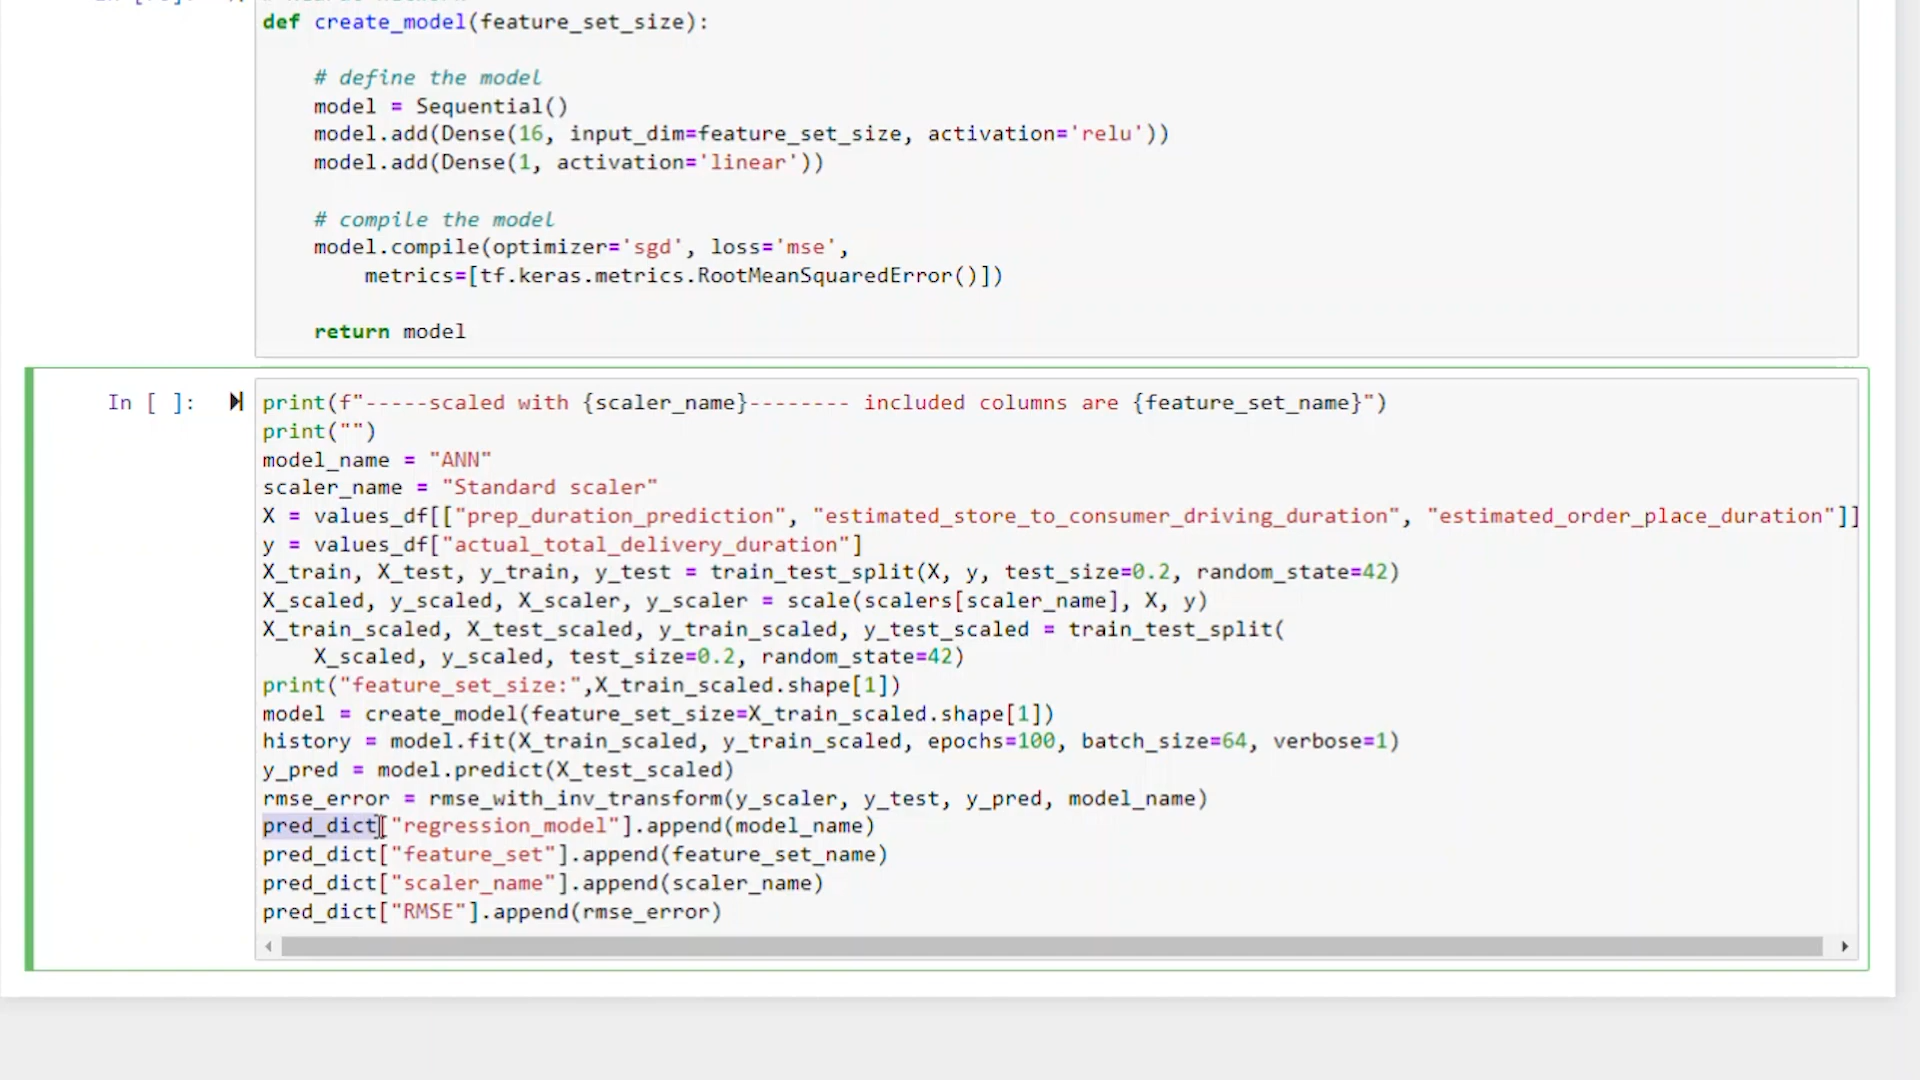 def create_model(feature_set_size):
# define the model
model = Sequential()
model.add(Dense(16, input_dim=feature_set_size, activation='relu'))
model.add(Dense(1, activation='linear'))
# compile the model
model.compile(optimizer='sgd', loss='mse',
metrics=[tf.keras.metrics.RootMeanSquaredError()])
return model
In [ ]:
print(f"-----scaled with {scaler_name}-------- included columns are {feature_set_name}")
print("")
model_name = "ANN"
scaler_name = "Standard scaler"
X = values_df[["prep_duration_prediction", "estimated_store_to_consumer_driving_duration", "estimated_order_place_duration"]]
y = values_df["actual_total_delivery_duration"]
X_train, X_test, y_train, y_test = train_test_split(X, y, test_size=0.2, random_state=42)
X_scaled, y_scaled, X_scaler, y_scaler = scale(scalers[scaler_name], X, y)
X_train_scaled, X_test_scaled, y_train_scaled, y_test_scaled = train_test_split(
X_scaled, y_scaled, test_size=0.2, random_state=42)
print("feature_set_size:",X_train_scaled.shape[1])
model = create_model(feature_set_size=X_train_scaled.shape[1])
history = model.fit(X_train_scaled, y_train_scaled, epochs=100, batch_size=64, verbose=1)
y_pred = model.predict(X_test_scaled)
rmse_error = rmse_with_inv_transform(y_scaler, y_test, y_pred, model_name)
pred_dict["regression_model"].append(model_name)
pred_dict["feature_set"].append(feature_set_name)
pred_dict["scaler_name"].append(scaler_name)
pred_dict["RMSE"].append(rmse_error)